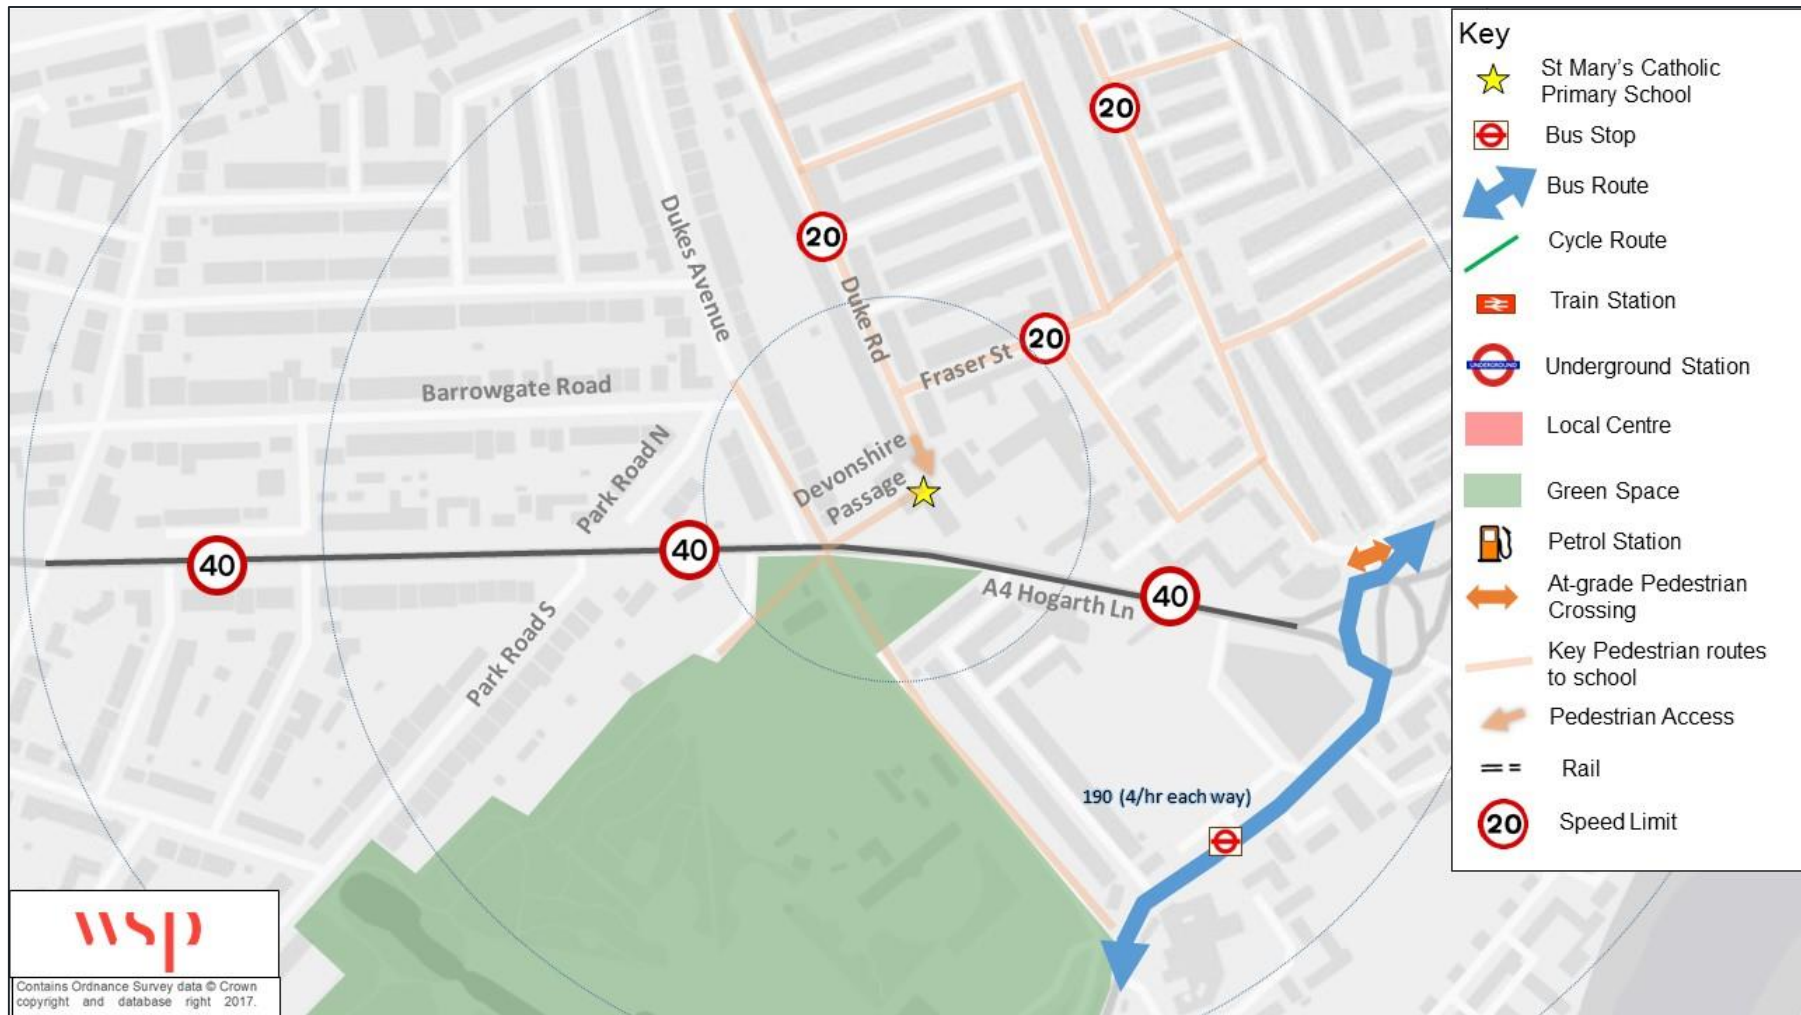 20
20
Dukes Avenue
20
Duke Rd
20
Fraser St
Barrowgate Road
Park Road N
Devonshire
Passage
40
40
A4 Hogarth Ln
40
Park Road S
190 (4/hr each way)
wsp
Contains Ordnance Survey data © Crown
copyright and database right 2017.
Key
St Mary's Catholic
Primary School
Bus Stop
Bus Route
Cycle Route
Train Station
UNDERGROUND
Underground Station
Local Centre
Green Space
Petrol Station
At-grade Pedestrian
Crossing
Key Pedestrian routes
to school
Pedestrian Access
Rail
20
Speed Limit